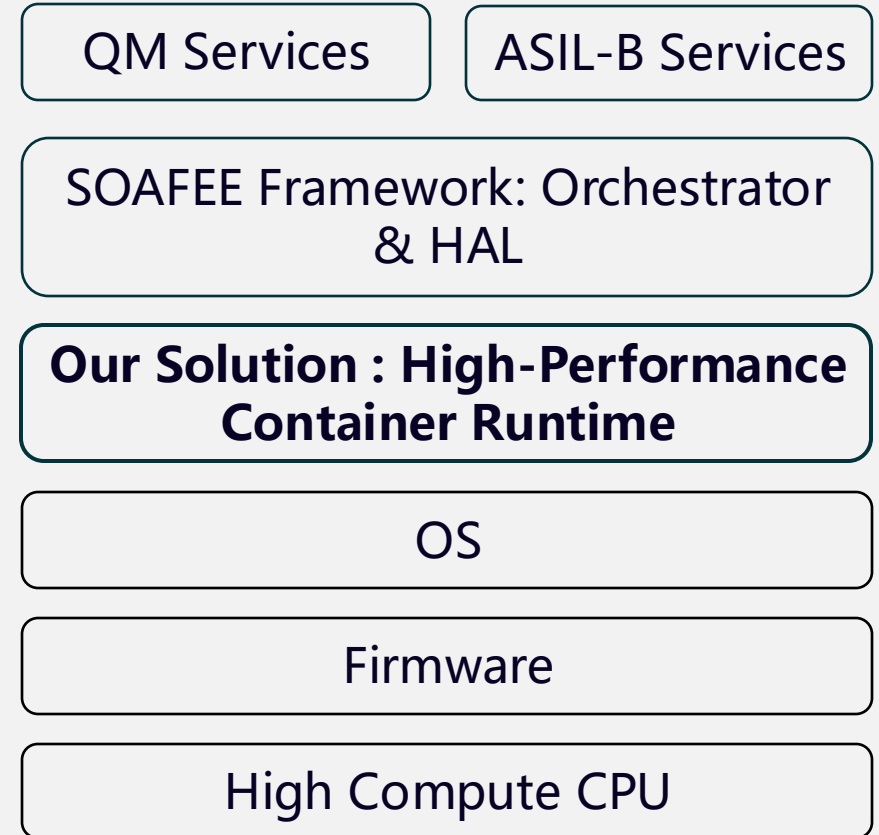 QM Services
ASIL-B Services
SOAFEE Framework: Orchestrator
& HAL
Our Solution : High-Performance
Container Runtime
OS
Firmware
High Compute CPU